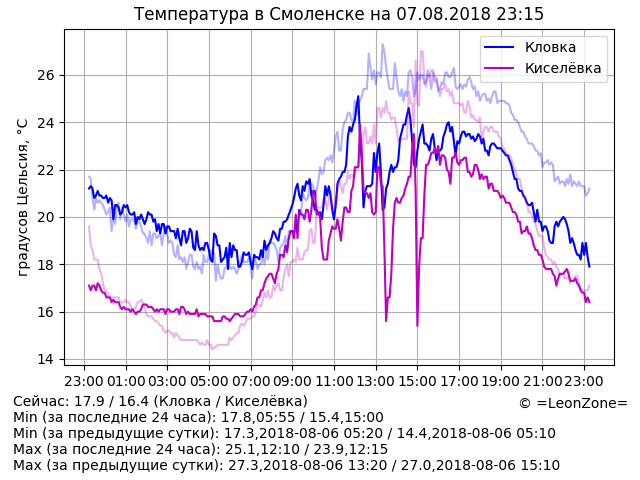 Температура в Смоленске на 07.08.2018 23:15
Кловка
Киселёвка
градусов Цельсия, °C
26
24
22
20
18
16
14
23:00 01:00 03:00 05:00 07:00 09:00 11:00 13:00 15:00 17:00 19:00 21:00 23:00
Сейчас: 17.9 / 16.4 (Кловка / Киселёвка)
© =LeonZone=
Min (за последние 24 часа): 17.8,05:55 / 15.4,15:00
Min (за предыдущие сутки): 17.3,2018-08-06 05:20 / 14.4,2018-08-06 05:10
Max (за последние 24 часа): 25.1,12:10 / 23.9,12:15
Max (за предыдущие сутки): 27.3,2018-08-06 13:20 / 27.0,2018-08-06 15:10